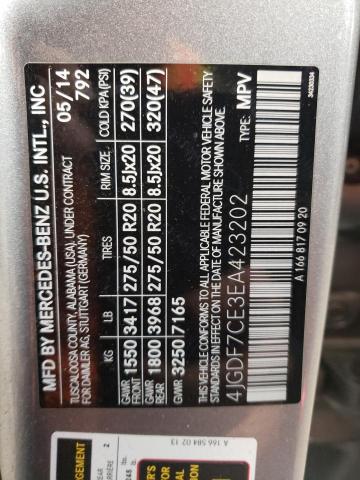 MFD BY MERCEDES-BENZ U.S. INTL., INC
TUSCALOOSA COUNTY, ALABAMA (USA), UNDER CONTRACT
FOR DAIMLER AG, STUTTGART (GERMANY)
05/14
792
KG LB TIRES RIM SIZE COLD KPA(PSI)
GAWR FRONT 1550 3417 275/50 R20 8.5Jx20 270(39)
GAWR REAR 1800 3968 275/50 R20 8.5Jx20 320(47)
GVWR 3250 7165
THIS VEHICLE CONFORMS TO ALL APPLICABLE FEDERAL MOTOR VEHICLE SAFETY
STANDARDS IN EFFECT ON THE DATE OF MANUFACTURE SHOWN ABOVE
4JGDF7CE3EA423202
TYPE: MPV
A 166 817 09 20
34230334
A 166 584 02 13
2